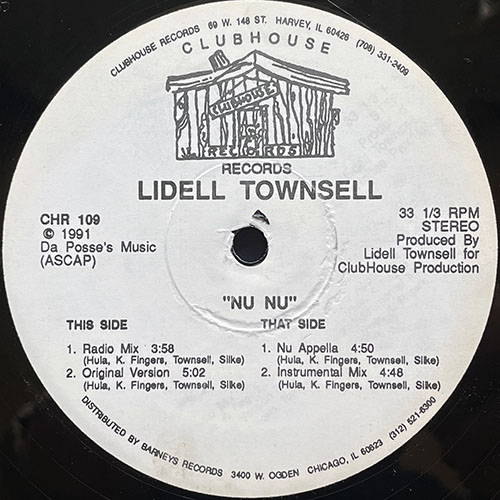 CLUBHOUSE RECORDS 69 W. 148 ST. HARVEY, IL 60426 (708) 331-2409
CLUBHOUSE
CLUBHOUSE
RECORDS
RECORDS
LIDELL TOWNSELL
CHR 109
© 1991
Da Posse's Music
(ASCAP)
33 1/3 RPM
STEREO
Produced By
Lidell Townsell for
ClubHouse Production
"NU NU"
THIS SIDE
1. Radio Mix 3:58
(Hula, K. Fingers, Townsell, Silke)
2. Original Version 5:02
(Hula, K. Fingers, Townsell, Silke)
THAT SIDE
1. Nu Appella 4:50
(Hula, K. Fingers, Townsell, Silke)
2. Instrumental Mix 4:48
(Hula, K. Fingers, Townsell, Silke)
DISTRIBUTED BY BARNEYS RECORDS 3400 W. OGDEN CHICAGO, IL 60623 (312) 521-6300